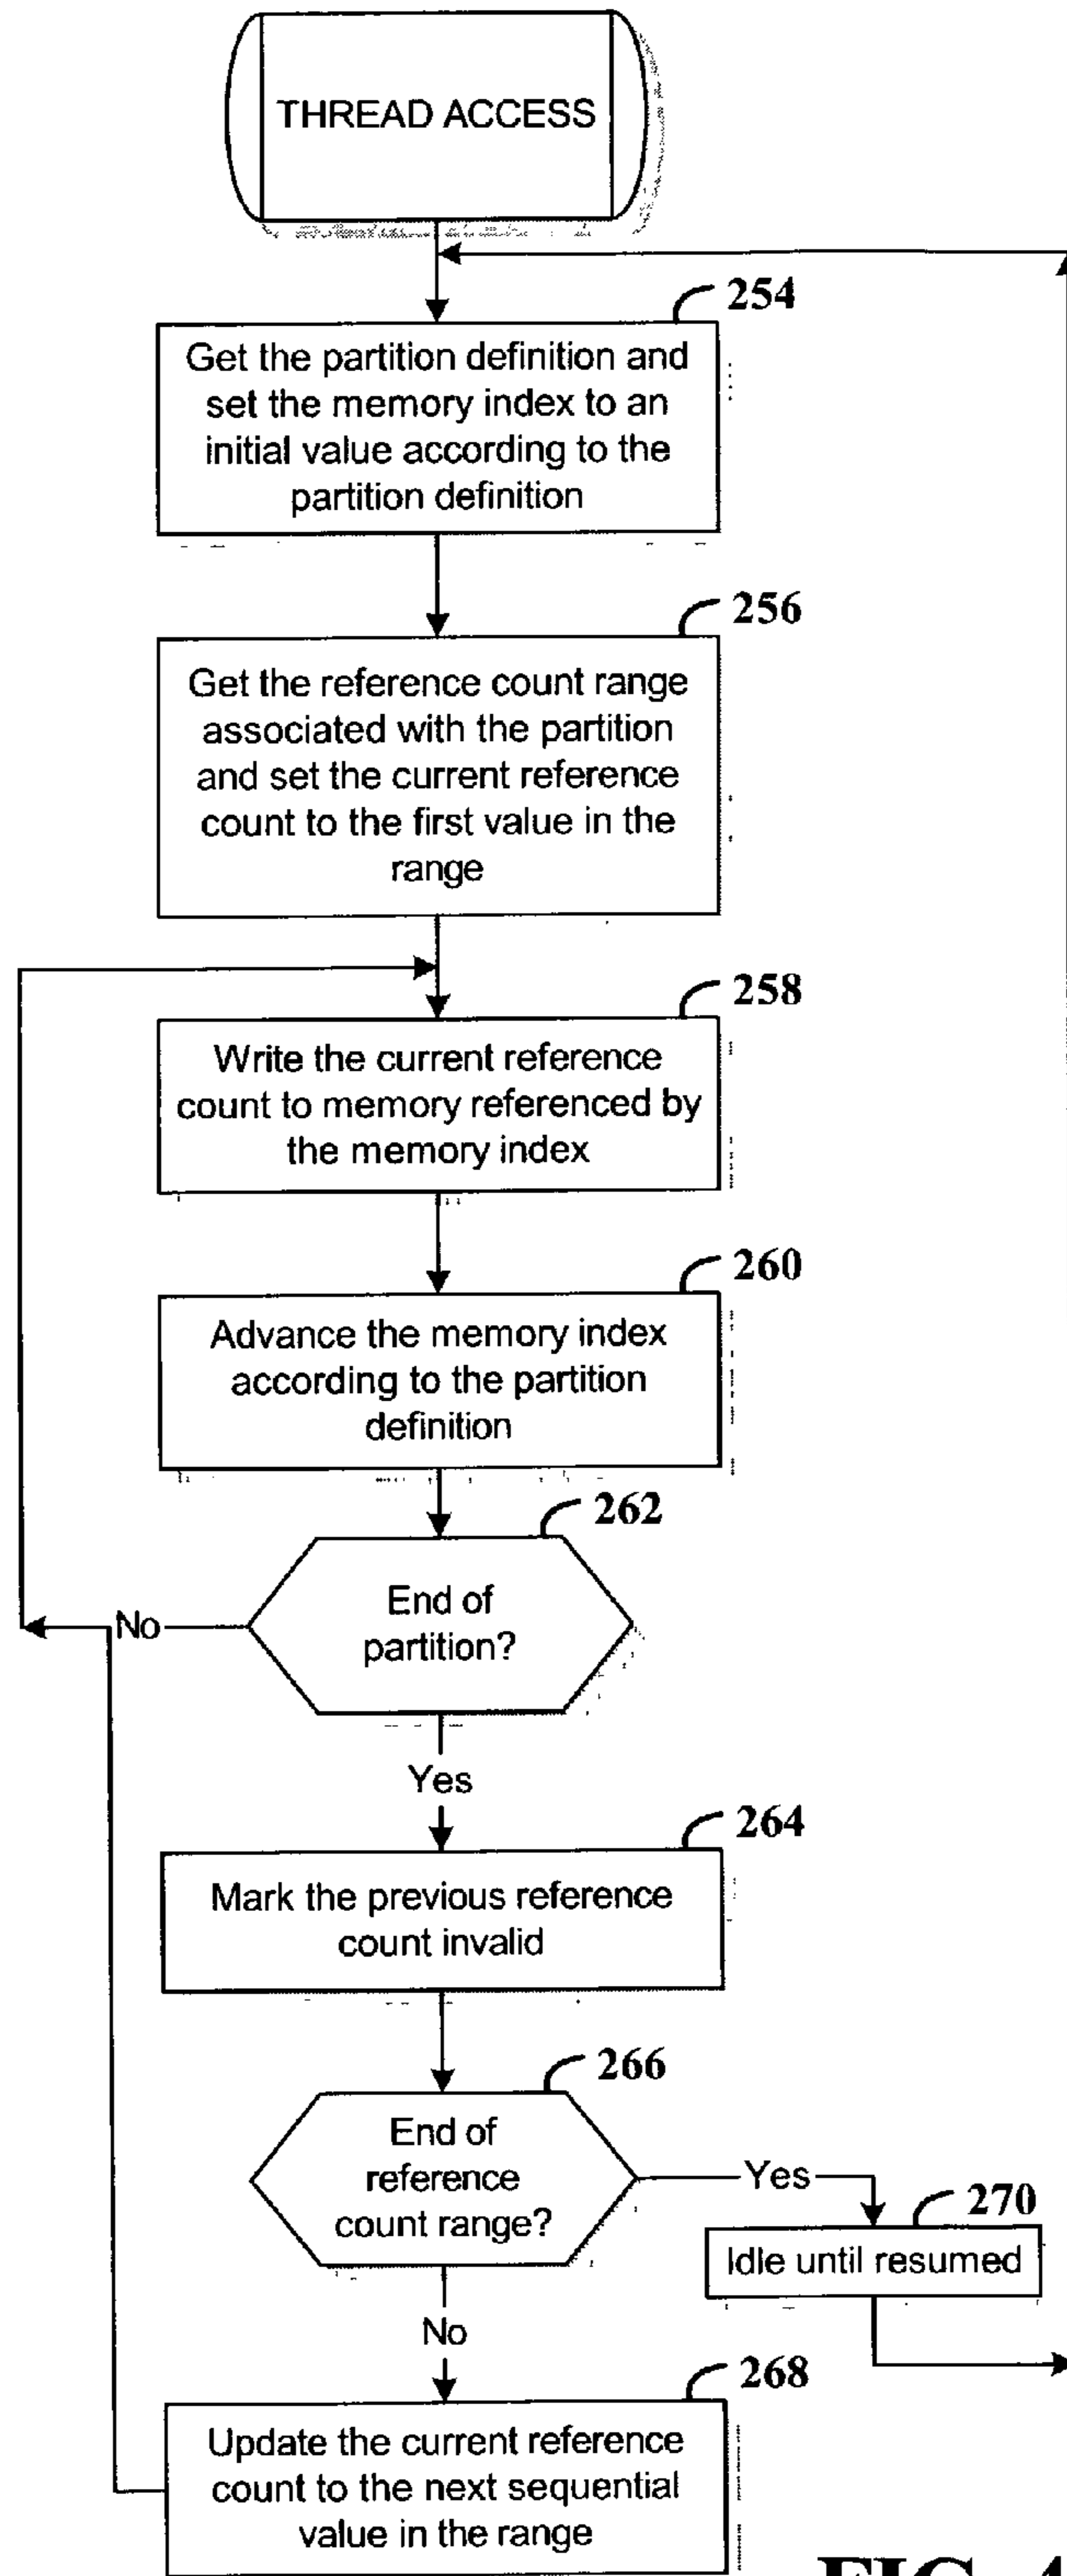 THREAD ACCESS
254
Get the partition definition and
set the memory index to an
initial value according to the
partition definition
256
Get the reference count range
associated with the partition
and set the current reference
count to the first value in the
range
258
Write the current reference
count to memory referenced by
the memory index
260
Advance the memory index
according to the partition
definition
262
End of
partition?
No
Yes
264
Mark the previous reference
count invalid
266
End of
reference
count range?
Yes
270
Idle until resumed
No
268
Update the current reference
count to the next sequential
value in the range
FIG. 4